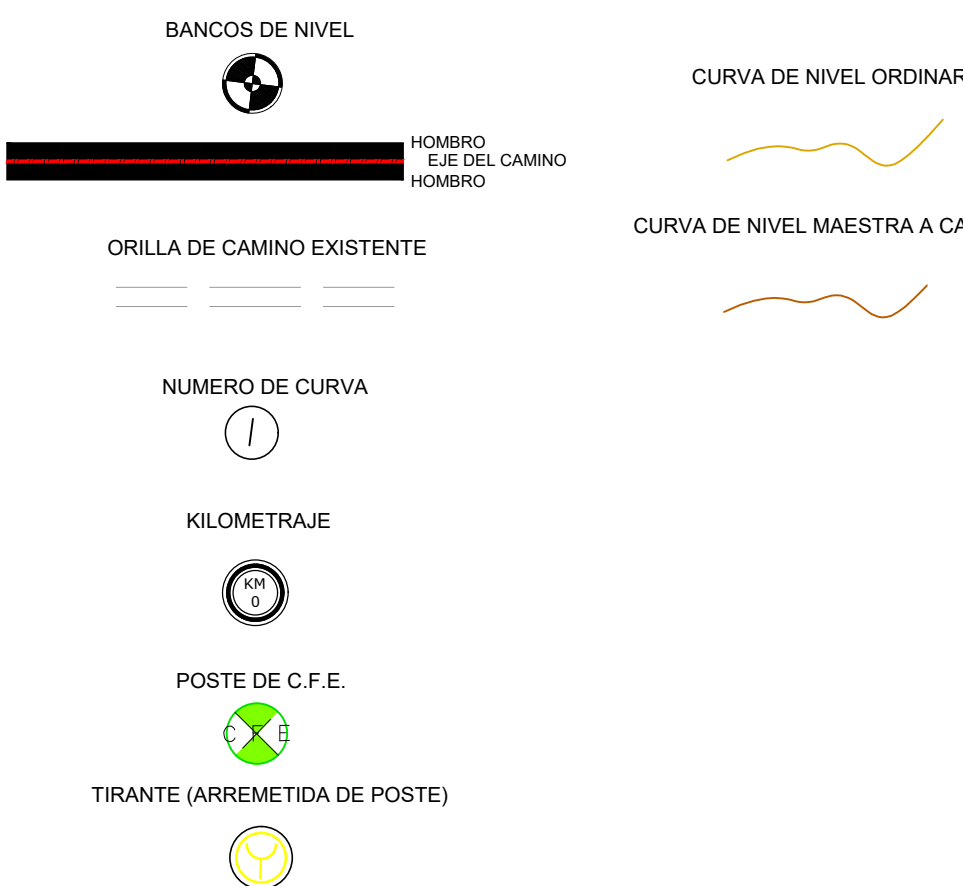 BANCOS DE NIVEL
HOMBRO
EJE DEL CAMINO
HOMBRO
ORILLA DE CAMINO EXISTENTE
NUMERO DE CURVA
1
KILOMETRAJE
KM
0
POSTE DE C.F.E.
C F E
TIRANTE (ARREMETIDA DE POSTE)
CURVA DE NIVEL ORDINAR
CURVA DE NIVEL MAESTRA A CA